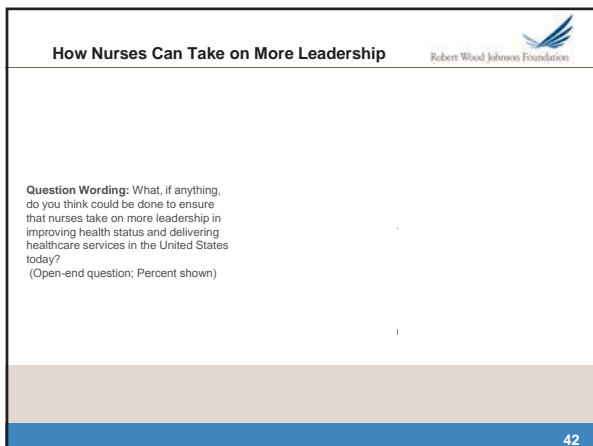 How Nurses Can Take on More Leadership
Robert Wood Johnson Foundation
Question Wording: What, if anything,
do you think could be done to ensure
that nurses take on more leadership in
improving health status and delivering
healthcare services in the United States
today?
(Open-end question; Percent shown)
42